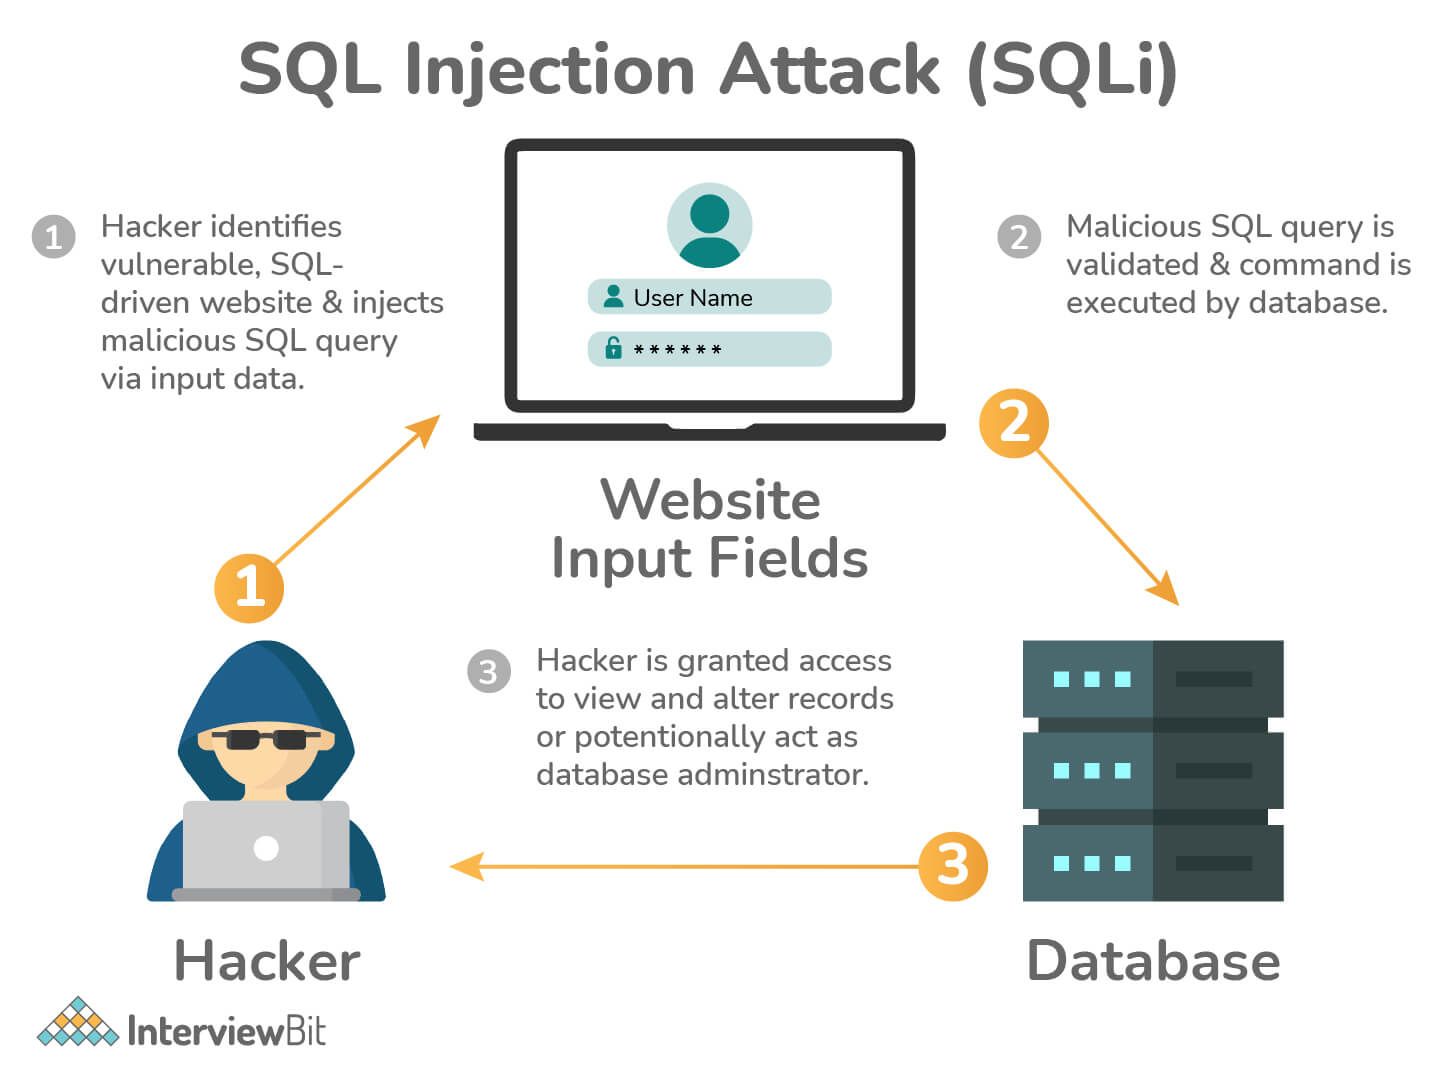 SQL Injection Attack (SQLi)
1
Hacker identifies
vulnerable, SQL-
driven website & injects
malicious SQL query
via input data.
User Name
******
2
Malicious SQL query is
validated & command is
executed by database.
2
Website
Input Fields
1
3
Hacker is granted access
to view and alter records
or potentionally act as
database adminstrator.
3
Hacker
Database
InterviewBit